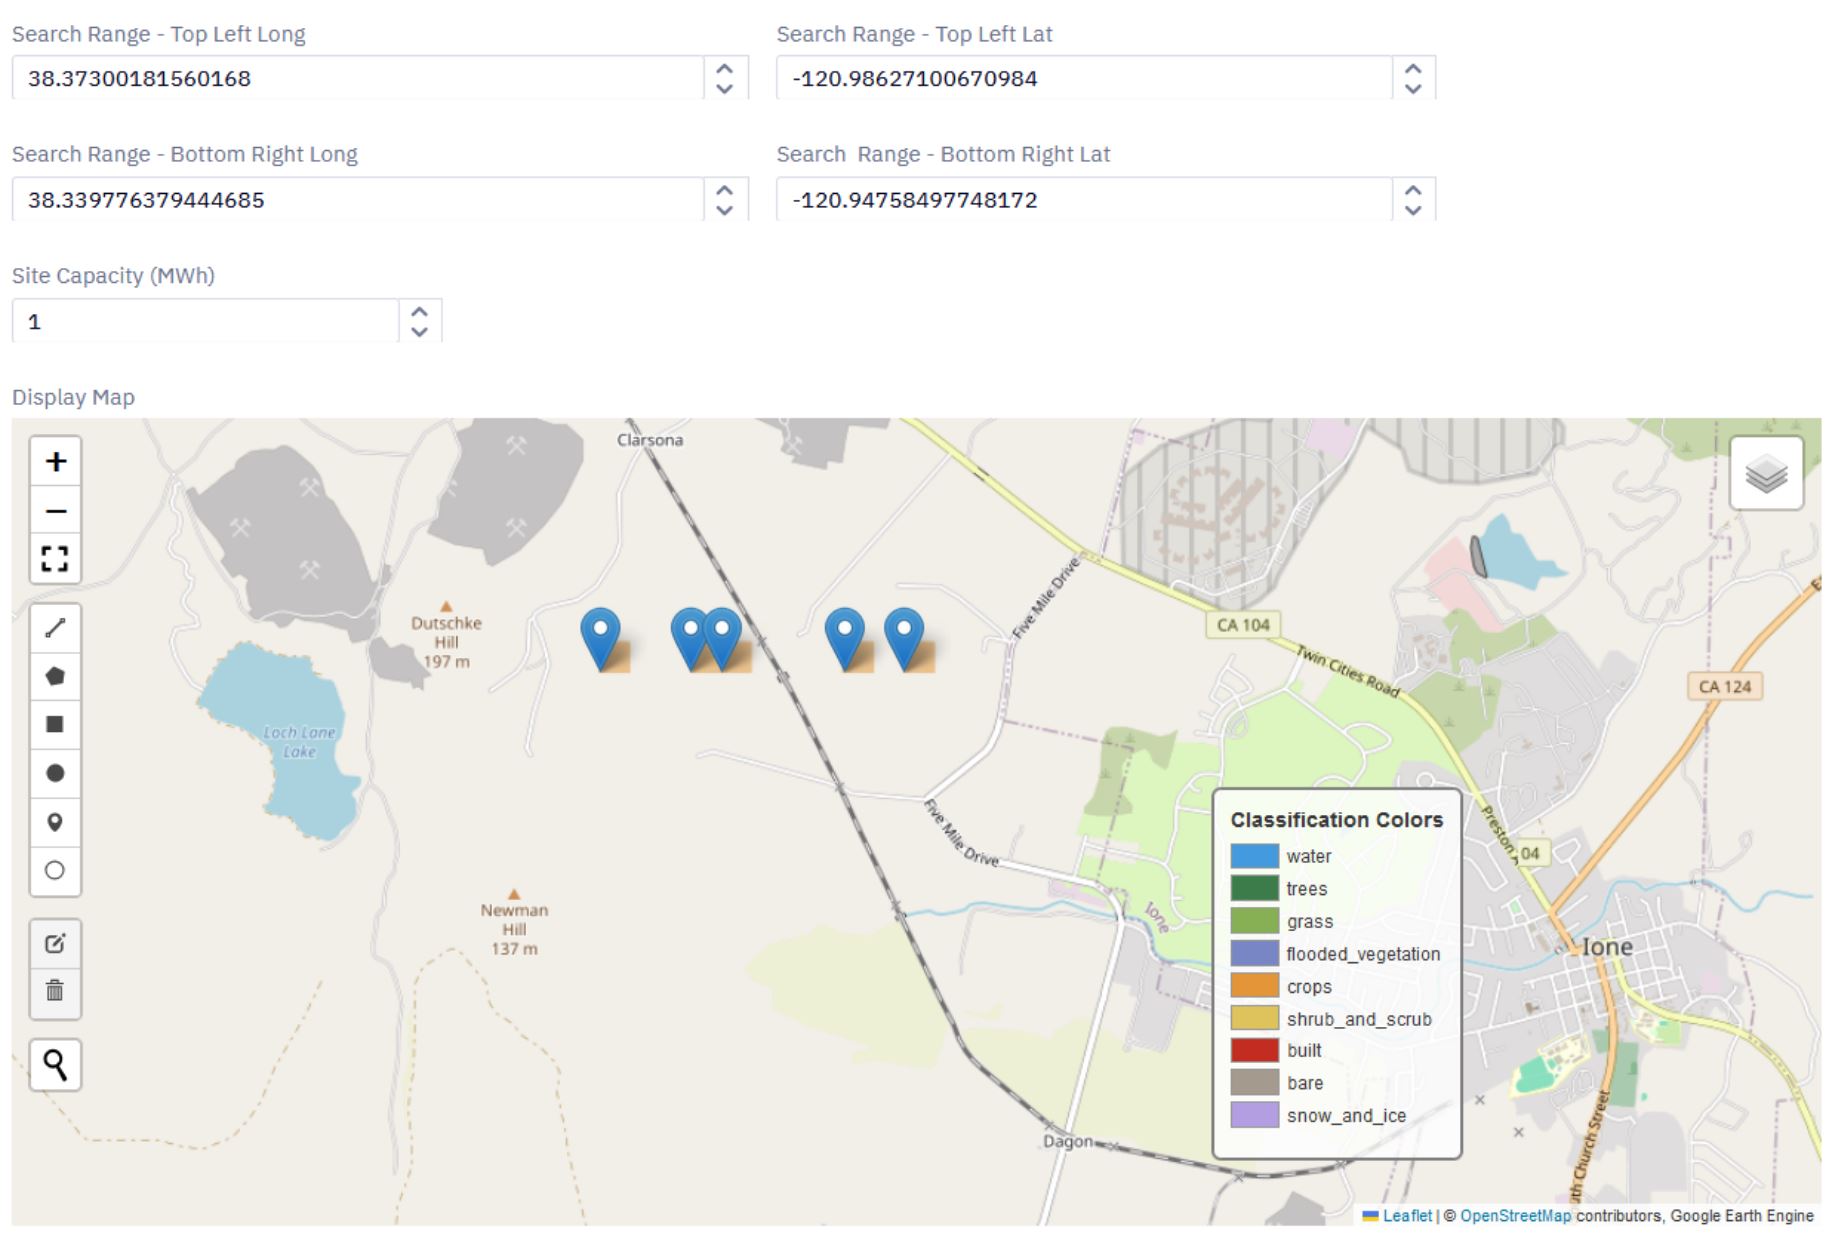 Search Range - Top Left Long
Search Range - Top Left Lat
38.37300181560168
-120.98627100670984
Search Range - Bottom Right Long
Search  Range - Bottom Right Lat
38.339776379444685
-120.94758497748172
Site Capacity (MWh)
1
Display Map
+
−
Clarsona
Dutschke
Hill
197 m
Five Mile Drive
CA 104
Twin Cities Road
CA 124
Loch Lane
Lake
Five Mile Drive
Preston
04
Ione
Ione
Newman
Hill
137 m
Dagon
uth Church Street
Classification Colors
water
trees
grass
flooded_vegetation
crops
shrub_and_scrub
built
bare
snow_and_ice
Leaflet | © OpenStreetMap contributors, Google Earth Engine